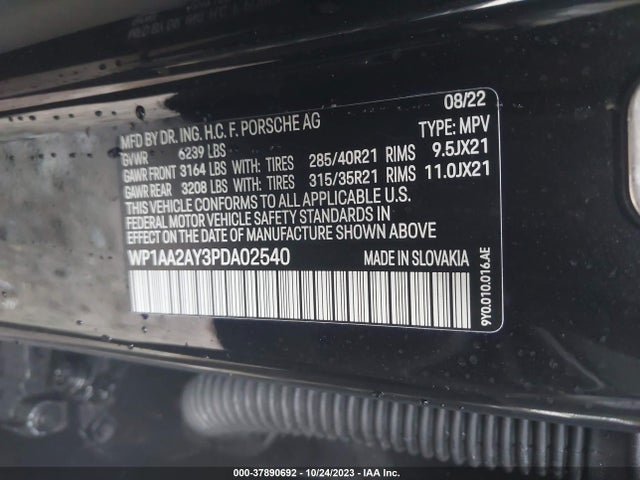 08/22
MFD BY DR. ING. H.C. F. PORSCHE AG TYPE: MPV
GVWR 6239 LBS
GAWR FRONT 3164 LBS WITH: TIRES 285/40R21 RIMS 9.5JX21
GAWR REAR 3208 LBS WITH: TIRES 315/35R21 RIMS 11.0JX21
THIS VEHICLE CONFORMS TO ALL APPLICABLE U.S.
FEDERAL MOTOR VEHICLE SAFETY STANDARDS IN
EFFECT ON THE DATE OF MANUFACTURE SHOWN ABOVE
WP1AA2AY3PDA02540 MADE IN SLOVAKIA
9Y0.010.016.AE
000-37890692 - 10/24/2023 - IAA Inc.